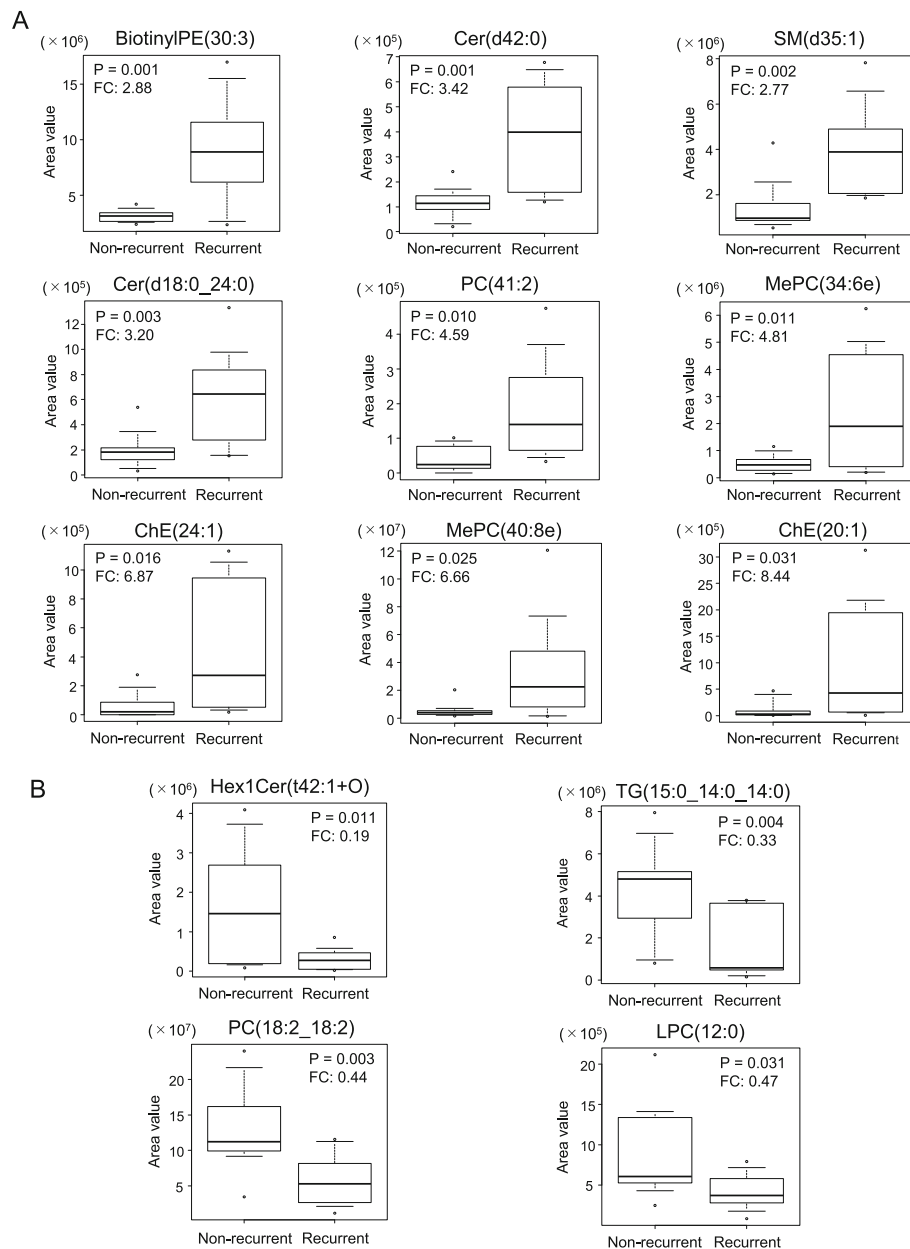 A
BiotinylPE(30:3)
(×10⁶)
P = 0.001
FC: 2.88
15
10
5
Area value
Non-recurrent Recurrent
Cer(d42:0)
(×10⁵)
P = 0.001
FC: 3.42
7
6
5
4
3
2
1
0
Area value
Non-recurrent Recurrent
SM(d35:1)
(×10⁶)
P = 0.002
FC: 2.77
8
6
4
2
Area value
Non-recurrent Recurrent
Cer(d18:0_24:0)
(×10⁵)
P = 0.003
FC: 3.20
12
10
8
6
4
2
0
Area value
Non-recurrent Recurrent
PC(41:2)
(×10⁵)
P = 0.010
FC: 4.59
4
3
2
1
0
Area value
Non-recurrent Recurrent
MePC(34:6e)
(×10⁶)
P = 0.011
FC: 4.81
6
5
4
3
2
1
0
Area value
Non-recurrent Recurrent
ChE(24:1)
(×10⁵)
P = 0.016
FC: 6.87
10
8
6
4
2
0
Area value
Non-recurrent Recurrent
MePC(40:8e)
(×10⁷)
P = 0.025
FC: 6.66
12
10
8
6
4
2
0
Area value
Non-recurrent Recurrent
ChE(20:1)
(×10⁵)
P = 0.031
FC: 8.44
30
25
20
15
10
5
0
Area value
Non-recurrent Recurrent
B
Hex1Cer(t42:1+O)
(×10⁶)
P = 0.011
FC: 0.19
4
3
2
1
0
Area value
Non-recurrent Recurrent
TG(15:0_14:0_14:0)
(×10⁶)
P = 0.004
FC: 0.33
8
6
4
2
0
Area value
Non-recurrent Recurrent
PC(18:2_18:2)
(×10⁷)
P = 0.003
FC: 0.44
20
15
10
5
Area value
Non-recurrent Recurrent
LPC(12:0)
(×10⁵)
P = 0.031
FC: 0.47
20
15
10
5
Area value
Non-recurrent Recurrent